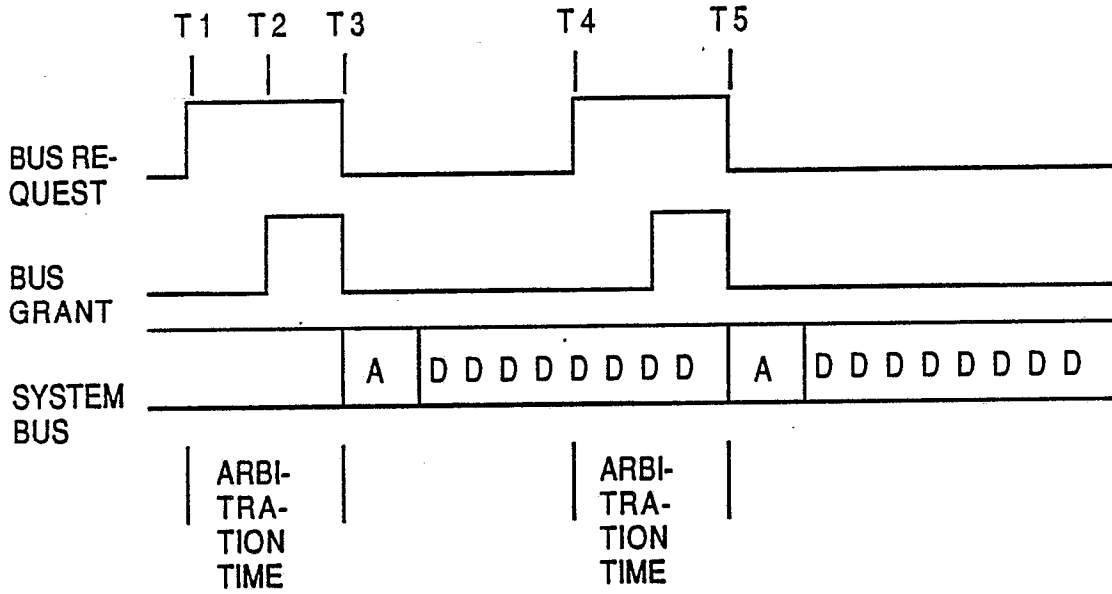 T1 T2 T3 T4 T5
BUS RE-
QUEST
BUS
GRANT
A D D D D D D D D A D D D D D D D D
SYSTEM
BUS
ARBI-
TRA-
TION
TIME
ARBI-
TRA-
TION
TIME